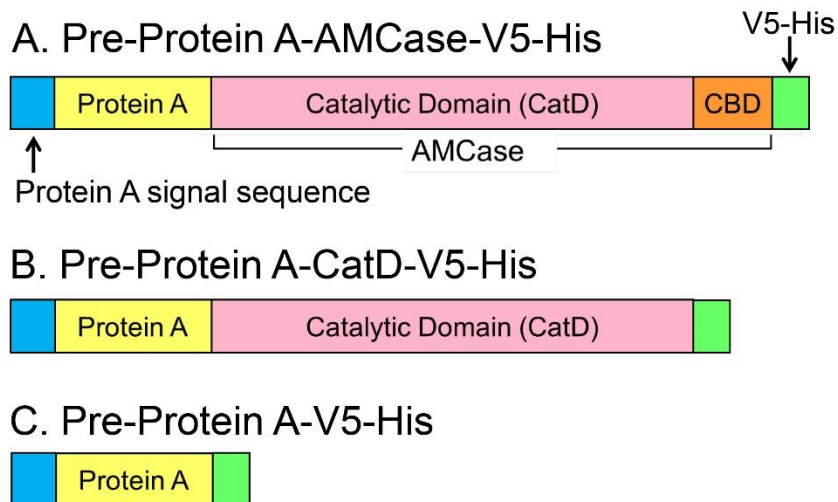 A. Pre-Protein A-AMCase-V5-His
V5-His
Protein A
Catalytic Domain (CatD)
CBD
AMCase
Protein A signal sequence
B. Pre-Protein A-CatD-V5-His
Protein A
Catalytic Domain (CatD)
C. Pre-Protein A-V5-His
Protein A